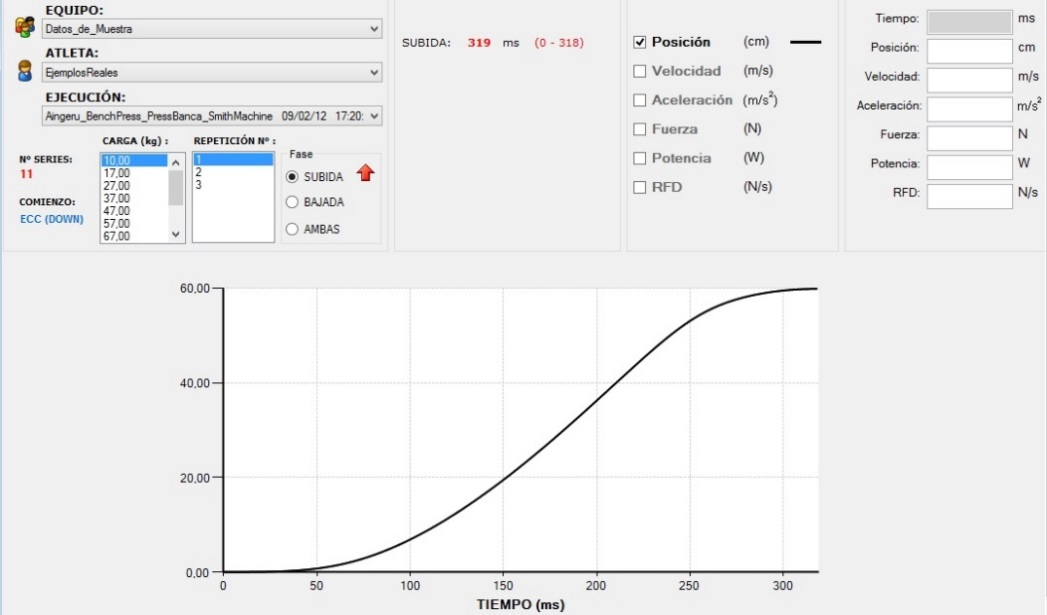 EQUIPO:
Datos_de_Muestra
ATLETA:
EjemplosReales
EJECUCIÓN:
Aingeru_BenchPress_PressBanca_SmithMachine 09/02/12 17:20:
CARGA (kg) :
REPETICIÓN Nº :
Nº SERIES:
11
COMIENZO:
ECC (DOWN)
10,00
17,00
27,00
37,00
47,00
57,00
67,00
1
2
3
Fase
SUBIDA
BAJADA
AMBAS
SUBIDA: 319 ms (0 - 318)
Posición (cm)
Velocidad (m/s)
Aceleración (m/s²)
Fuerza (N)
Potencia (W)
RFD (N/s)
Tiempo: ms
Posición: cm
Velocidad: m/s
Aceleración: m/s²
Fuerza: N
Potencia: W
RFD: N/s
60,00
40,00
20,00
0,00
0 50 100 150 200 250 300
TIEMPO (ms)